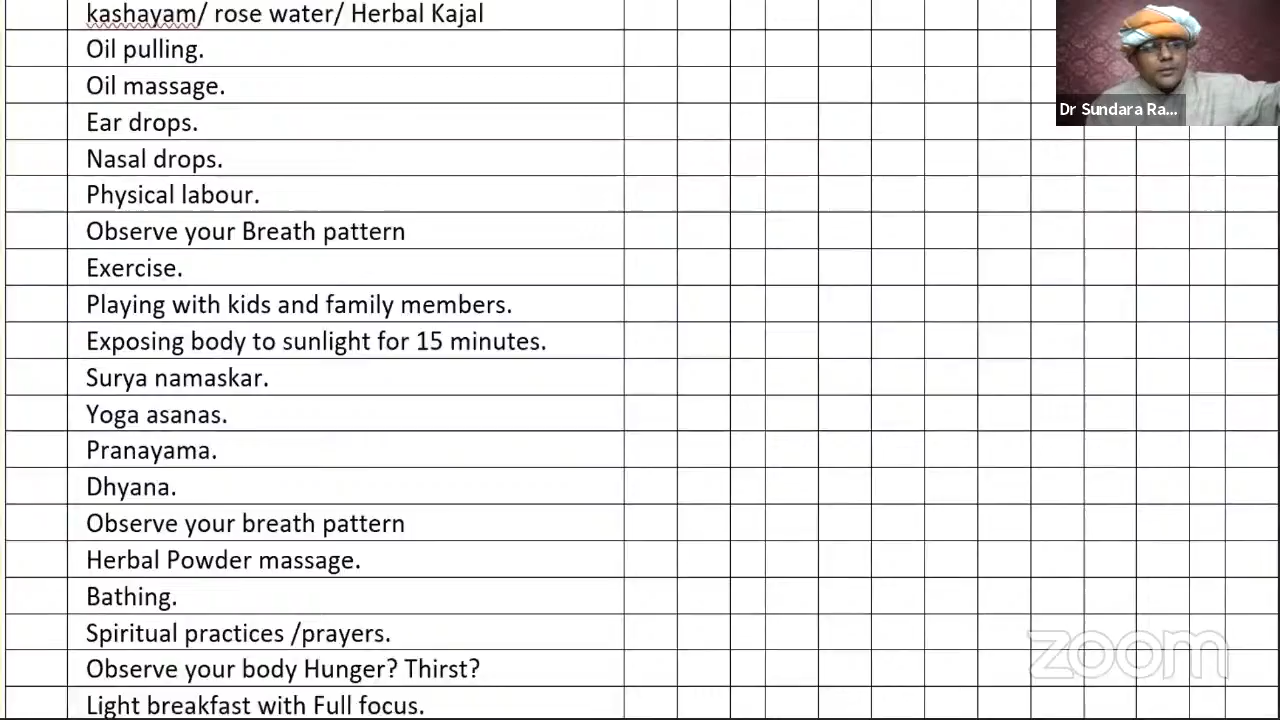 kashayam/ rose water/ Herbal Kajal
Oil pulling.
Oil massage.
Ear drops.
Dr Sundara Ra...
Nasal drops.
Physical labour.
Observe your Breath pattern
Exercise.
Playing with kids and family members.
Exposing body to sunlight for 15 minutes.
Surya namaskar.
Yoga asanas.
Pranayama.
Dhyana.
Observe your breath pattern
Herbal Powder massage.
Bathing.
Spiritual practices /prayers.
Observe your body Hunger? Thirst?
Light breakfast with Full focus.
zoom